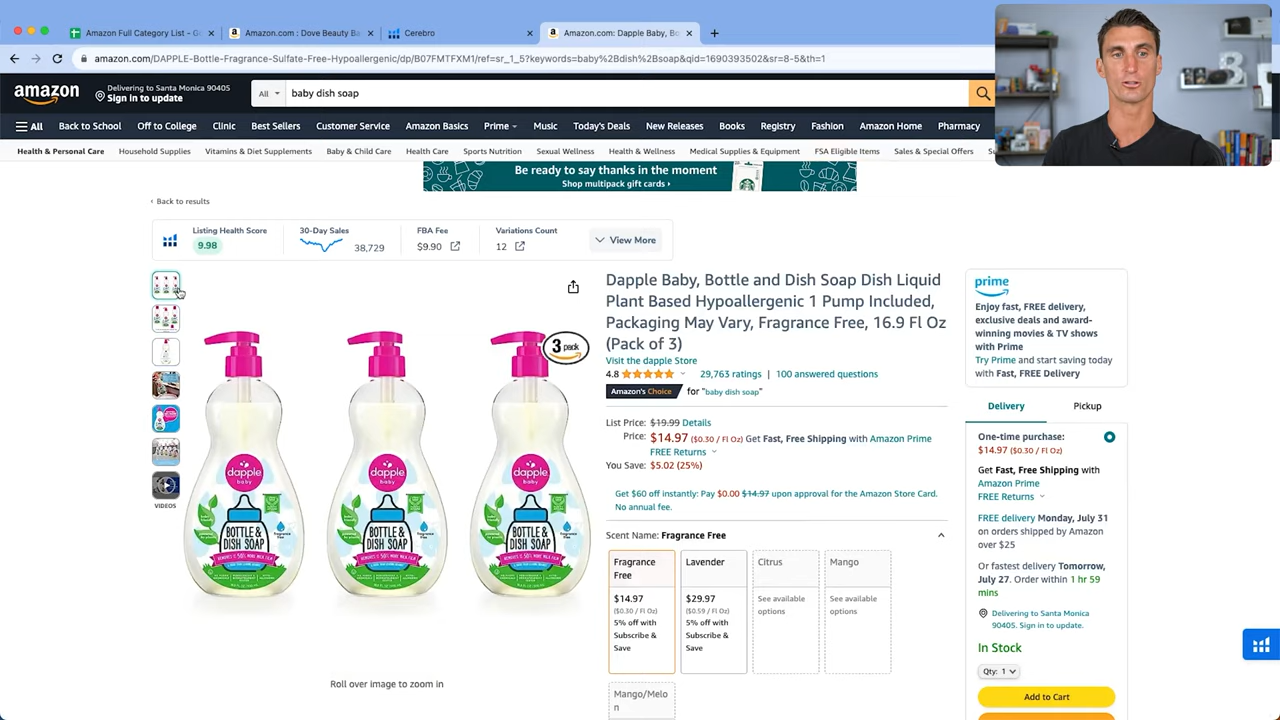 Amazon Full Category List - G
Amazon.com : Dove Beauty Ba
Cerebro
Amazon.com: Dapple Baby, Bo
amazon.com/DAPPLE-Bottle-Fragrance-Sulfate-Free-Hypoallergenic/dp/B07FMTFXM1/ref=sr_1_5?keywords=baby%2Bdish%2Bsoap&qid=1690393502&sr=8-5&th=1
amazon
Delivering to Santa Monica 90405
Sign in to update
All
baby dish soap
All
Back to School
Off to College
Clinic
Best Sellers
Customer Service
Amazon Basics
Prime
Music
Today's Deals
New Releases
Books
Registry
Fashion
Amazon Home
Pharmacy
Health & Personal Care
Household Supplies
Vitamins & Diet Supplements
Baby & Child Care
Health Care
Sports Nutrition
Sexual Wellness
Health & Wellness
Medical Supplies & Equipment
FSA Eligible Items
Sales & Special Offers
Be ready to say thanks in the moment
Shop multipack gift cards ›
‹ Back to results
Listing Health Score
9.98
30-Day Sales
38,729
FBA Fee
$9.90
Variations Count
12
View More
VIDEOS
3 pack
dapple baby
BOTTLE & DISH SOAP
dapple baby
BOTTLE & DISH SOAP
dapple baby
BOTTLE & DISH SOAP
Roll over image to zoom in
Dapple Baby, Bottle and Dish Soap Dish Liquid
Plant Based Hypoallergenic 1 Pump Included,
Packaging May Vary, Fragrance Free, 16.9 Fl Oz
(Pack of 3)
Visit the dapple Store
4.8
29,763 ratings | 100 answered questions
Amazon's Choice for "baby dish soap"
List Price: $19.99 Details
Price: $14.97 ($0.30 / Fl Oz) Get Fast, Free Shipping with Amazon Prime
FREE Returns
You Save: $5.02 (25%)
Get $60 off instantly: Pay $0.00 $14.97 upon approval for the Amazon Store Card.
No annual fee.
Scent Name: Fragrance Free
Fragrance Free
$14.97
($0.30 / Fl Oz)
5% off with
Subscribe &
Save
Lavender
$29.97
($0.59 / Fl Oz)
5% off with
Subscribe &
Save
Citrus
See available
options
Mango
See available
options
Mango/Melo
n
prime
Enjoy fast, FREE delivery,
exclusive deals and award-
winning movies & TV shows
with Prime
Try Prime and start saving today
with Fast, FREE Delivery
Delivery
Pickup
One-time purchase:
$14.97 ($0.30 / Fl Oz)
Get Fast, Free Shipping with
Amazon Prime
FREE Returns
FREE delivery Monday, July 31
on orders shipped by Amazon
over $25
Or fastest delivery Tomorrow,
July 27. Order within 1 hr 59
mins
Delivering to Santa Monica
90405. Sign in to update.
In Stock
Qty: 1
Add to Cart